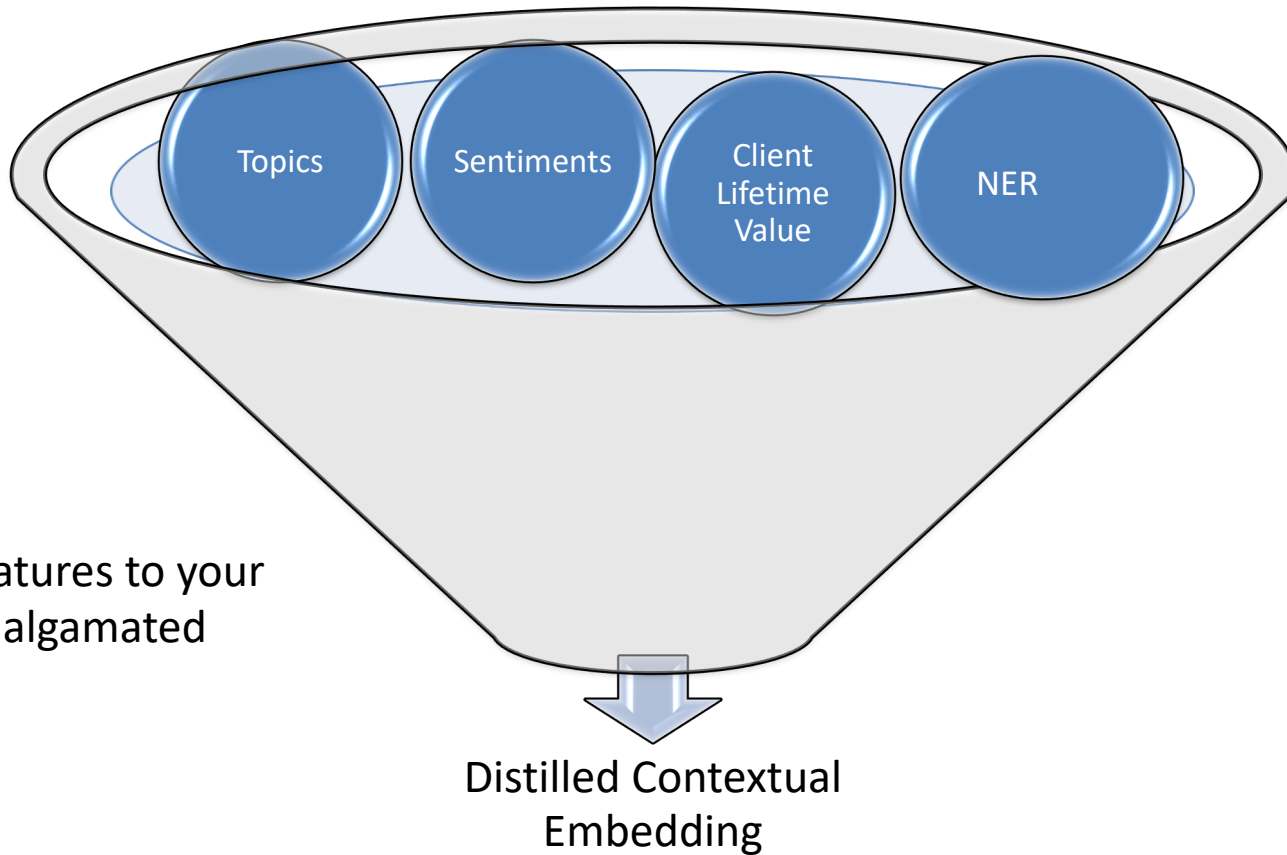 Topics
Sentiments
Client
Lifetime
Value
NER
atures to your
algamated
Distilled Contextual
Embedding